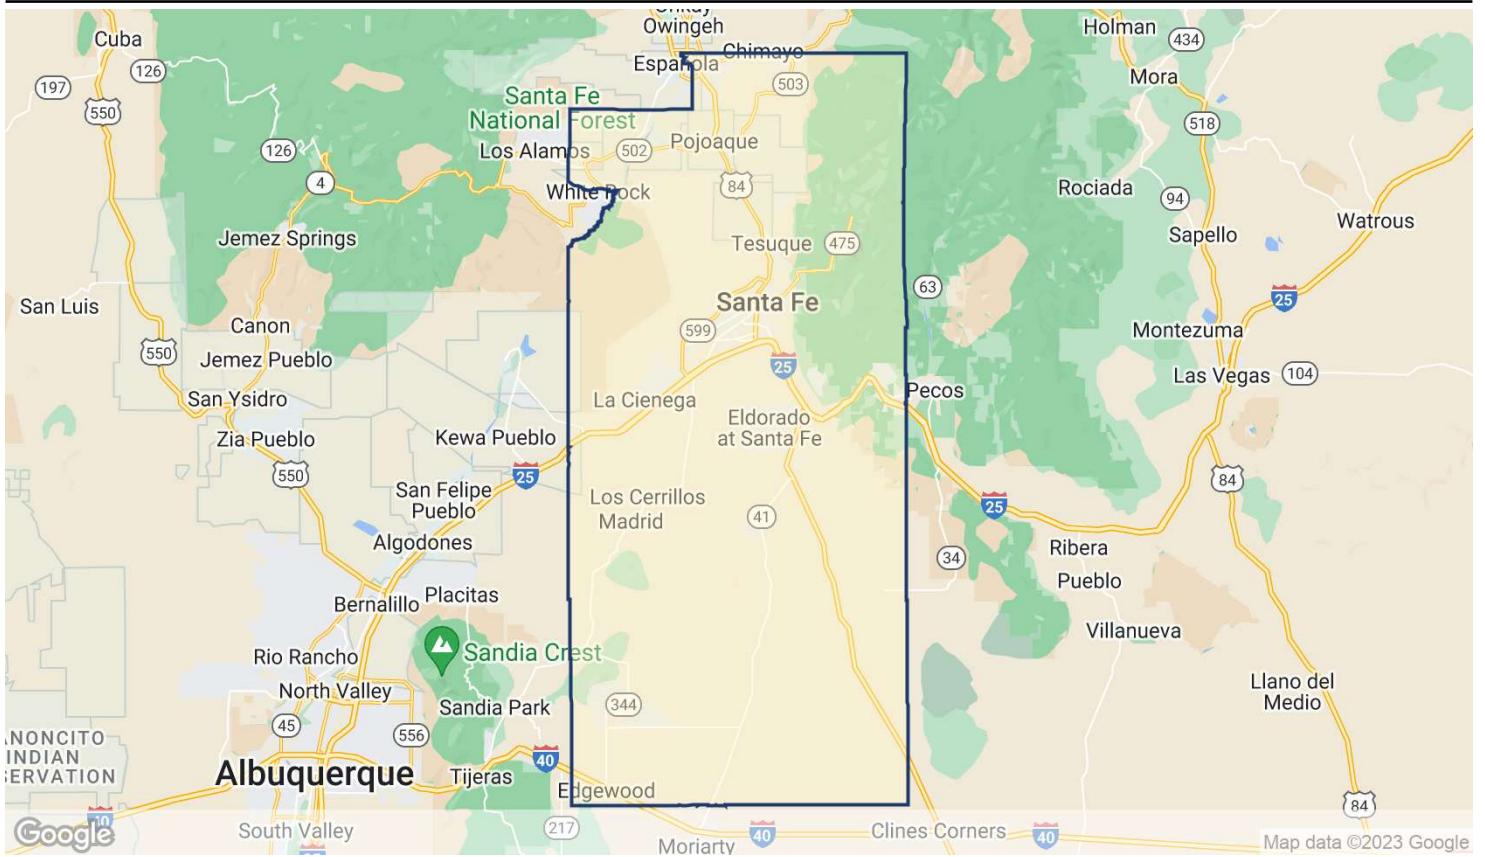 Owingeh
Holman
Cuba
434
Chimayo
Española
126
Mora
197
503
550
Santa Fe
National Forest
518
Pojoaque
126
Los Alamos
502
4
84
Rociada
White Rock
94
Watrous
Jemez Springs
Tesuque
475
Sapello
63
25
San Luis
Santa Fe
Canon
599
Montezuma
550
Jemez Pueblo
25
Las Vegas
104
Pecos
San Ysidro
La Cienega
Eldorado
at Santa Fe
Zia Pueblo
Kewa Pueblo
550
25
84
San Felipe
Pueblo
Los Cerrillos
25
Madrid
41
Algodones
Ribera
34
Pueblo
Placitas
Bernalillo
Villanueva
Sandia Crest
Rio Rancho
North Valley
Llano del
Medio
344
Sandia Park
45
556
NONCITO
INDIAN
SERVATION
40
Albuquerque
Tijeras
Edgewood
84
40
Google
South Valley
217
40
Clines Corners
40
Moriarty
Map data ©2023 Google